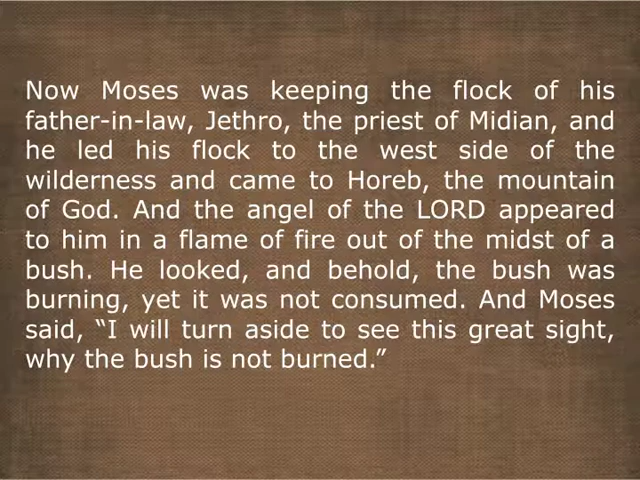 Now Moses was keeping the flock of his
father-in-law, Jethro, the priest of Midian, and
he led his flock to the west side of the
wilderness and came to Horeb, the mountain
of God. And the angel of the LORD appeared
to him in a flame of fire out of the midst of a
bush. He looked, and behold, the bush was
burning, yet it was not consumed. And Moses
said, “I will turn aside to see this great sight,
why the bush is not burned.”